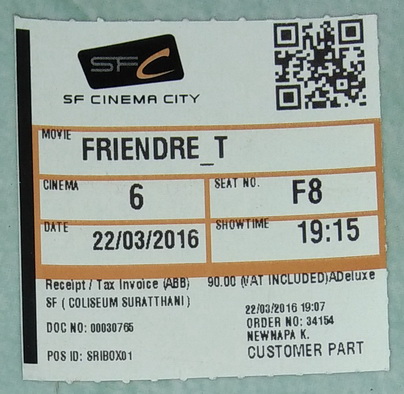 SFC
SF CINEMA CITY
MOVIE
FRIENDRE_T
CINEMA
6
SEAT NO.
F8
DATE
22/03/2016
SHOWTIME
19:15
Receipt / Tax Invoice (ABB) 90.00 (VAT INCLUDED)ADeluxe
SF ( COLISEUM SURATTHANI )
22/03/2016 19:07
DOC NO: 00030765
ORDER NO: 34154
NEWNAPA K.
POS ID: SRIBOX01
CUSTOMER PART